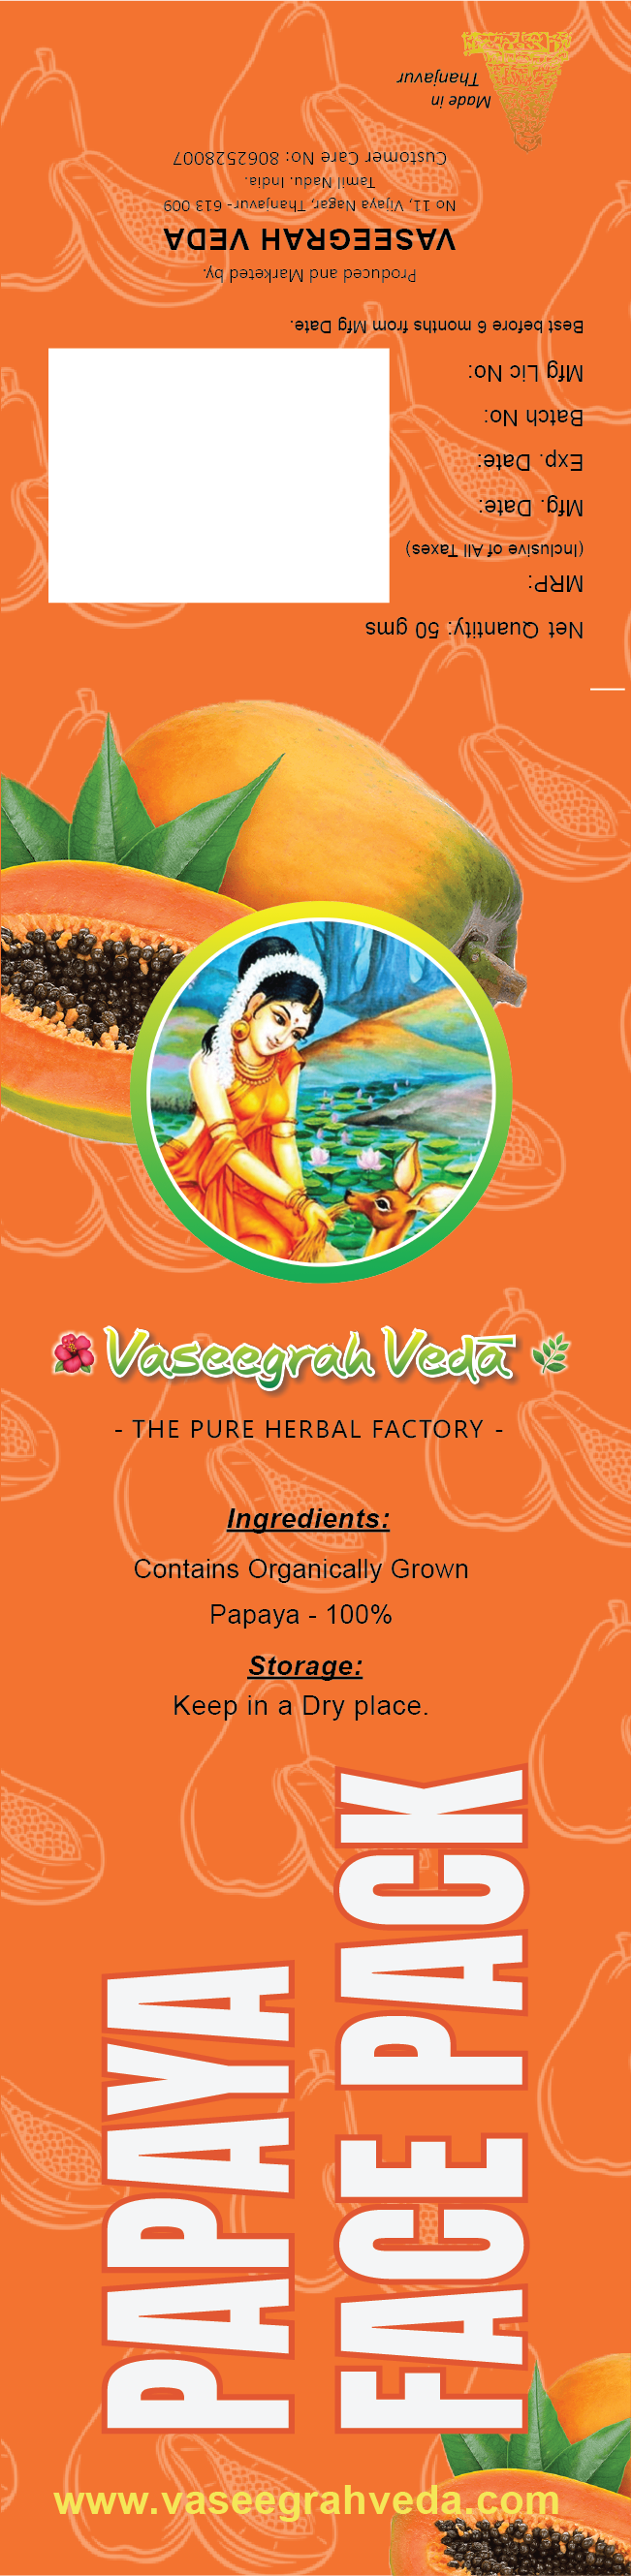 Net Quantity: 50 gms
MRP:
(Inclusive of All Taxes)
Mfg. Date:
Exp. Date:
Batch No:
Mfg Lic No:
Best before 6 months from Mfg Date.
Produced and Marketed by.
VASEEGRAH VEDA
No 11, Vijaya Nagar, Thanjavur- 613 009
Tamil Nadu. India.
Customer Care No: 8062528007
Made in
Thanjavur
Vaseegrah Veda
- THE PURE HERBAL FACTORY -
Ingredients:
Contains Organically Grown
Papaya - 100%
Storage:
Keep in a Dry place.
PAPAYA
FACE PACK
www.vaseegrahveda.com